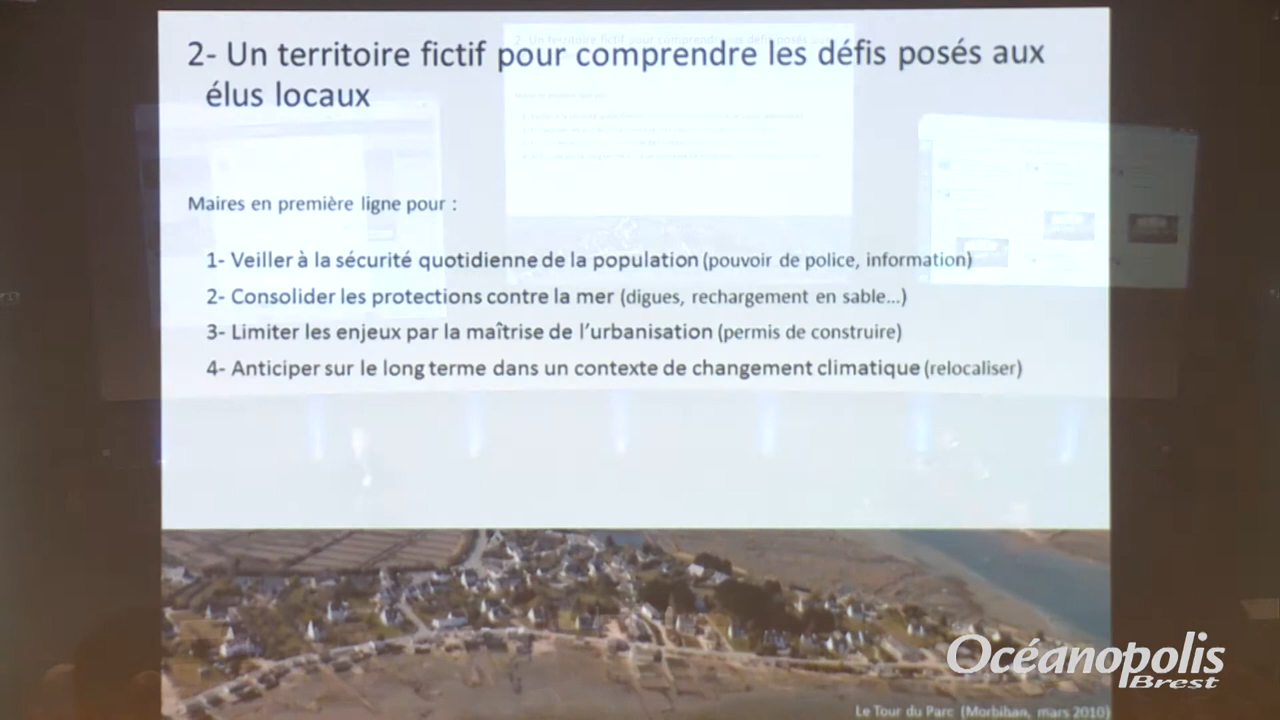 2- Un territoire fictif pour comprendre les défis posés aux
élus locaux
Maires en première ligne pour :
1- Veiller à la sécurité quotidienne de la population (pouvoir de police, information)
2- Consolider les protections contre la mer (digues, rechargement en sable...)
3- Limiter les enjeux par la maîtrise de l'urbanisation (permis de construire)
4- Anticiper sur le long terme dans un contexte de changement climatique (relocaliser)
Océanopolis
Brest
Le Tour du Parc (Morbihan, mars 2010)